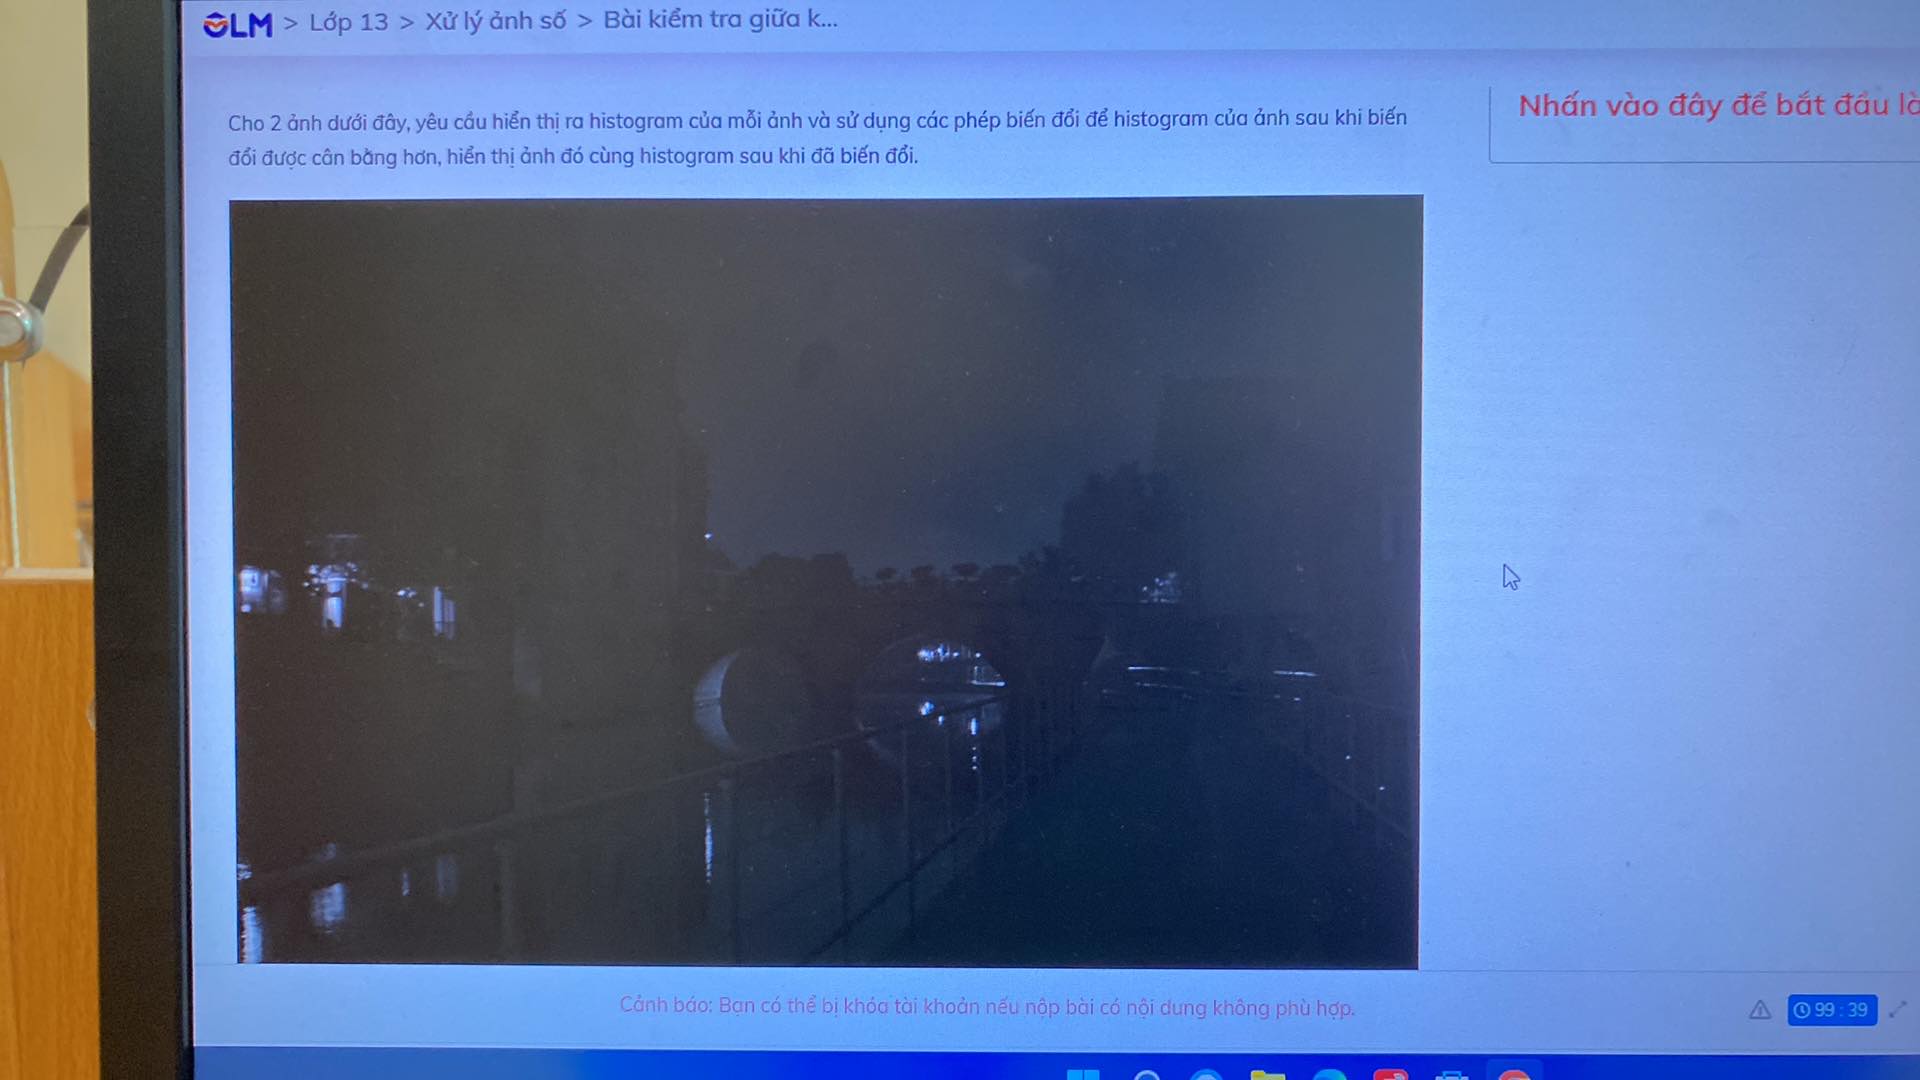 OLM > Lớp 13 > Xử lý ảnh số > Bài kiểm tra giữa k...
Nhấn vào đây để bắt đầu là
Cho 2 ảnh dưới đây, yêu cầu hiển thị ra histogram của mỗi ảnh và sử dụng các phép biến đổi để histogram của ảnh sau khi biến
đổi được cân bằng hơn, hiển thị ảnh đó cùng histogram sau khi đã biến đổi.
Cảnh báo: Bạn có thể bị khóa tài khoản nếu nộp bài có nội dung không phù hợp.
99 : 39